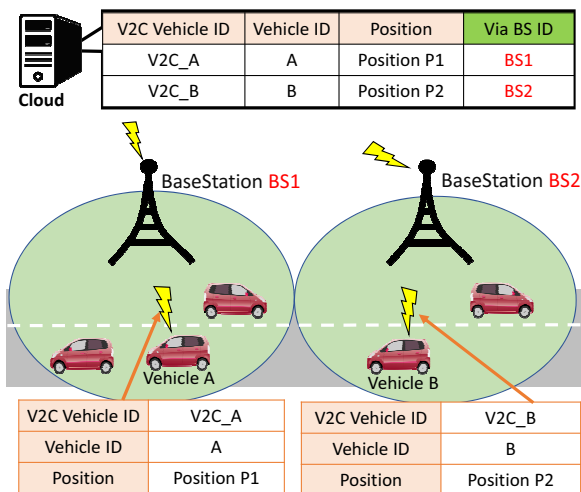 V2C Vehicle ID Vehicle ID Position Via BS ID
V2C_A A Position P1 BS1
V2C_B B Position P2 BS2
Cloud
BaseStation BS1
BaseStation BS2
Vehicle A
Vehicle B
V2C Vehicle ID V2C_A
Vehicle ID A
Position Position P1
V2C Vehicle ID V2C_B
Vehicle ID B
Position Position P2